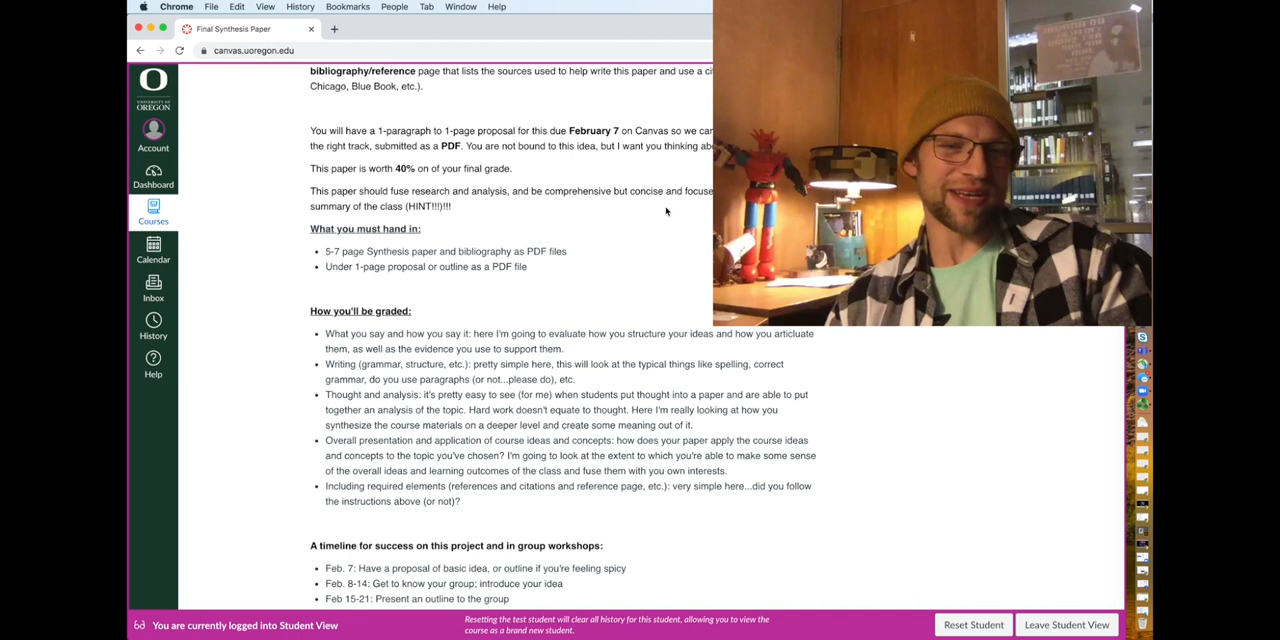 Chrome File Edit View History Bookmarks People Tab Window Help
Final Synthesis Paper
canvas.uoregon.edu
O
UNIVERSITY OF
OREGON
Account
Dashboard
Courses
Calendar
Inbox
History
Help
bibliography/reference page that lists the sources used to help write this paper and use a
Chicago, Blue Book, etc.).
You will have a 1-paragraph to 1-page proposal for this due February 7 on Canvas so we
the right track, submitted as a PDF. You are not bound to this idea, but I want you thinking
This paper is worth 40% on of your final grade.
This paper should fuse research and analysis, and be comprehensive but concise and
summary of the class (HINT!!!)!!!
What you must hand in:
5-7 page Synthesis paper and bibliography as PDF files
Under 1-page proposal or outline as a PDF file
How you'll be graded:
What you say and how you say it: here I'm going to evaluate how you structure your ideas and how you articluate
them, as well as the evidence you use to support them.
Writing (grammar, structure, etc.): pretty simple here, this will look at the typical things like spelling, correct
grammar, do you use paragraphs (or not...please do), etc.
Thought and analysis: it's pretty easy to see (for me) when students put thought into a paper and are able to put
together an analysis of the topic. Hard work doesn't equate to thought. Here I'm really looking at how you
synthesize the course materials on a deeper level and create some meaning out of it.
Overall presentation and application of course ideas and concepts: how does your paper apply the course ideas
and concepts to the topic you've chosen? I'm going to look at the extent to which you're able to make some sense
of the overall ideas and learning outcomes of the class and fuse them with you own interests.
Including required elements (references and citations and reference page, etc.): very simple here...did you follow
the instructions above (or not)?
A timeline for success on this project and in group workshops:
Feb. 7: Have a proposal of basic idea, or outline if you're feeling spicy
Feb. 8-14: Get to know your group; introduce your idea
Feb 15-21: Present an outline to the group
You are currently logged into Student View
Resetting the test student will clear all history for this student, allowing you to view the
course as a brand new student.
Reset Student
Leave Student View